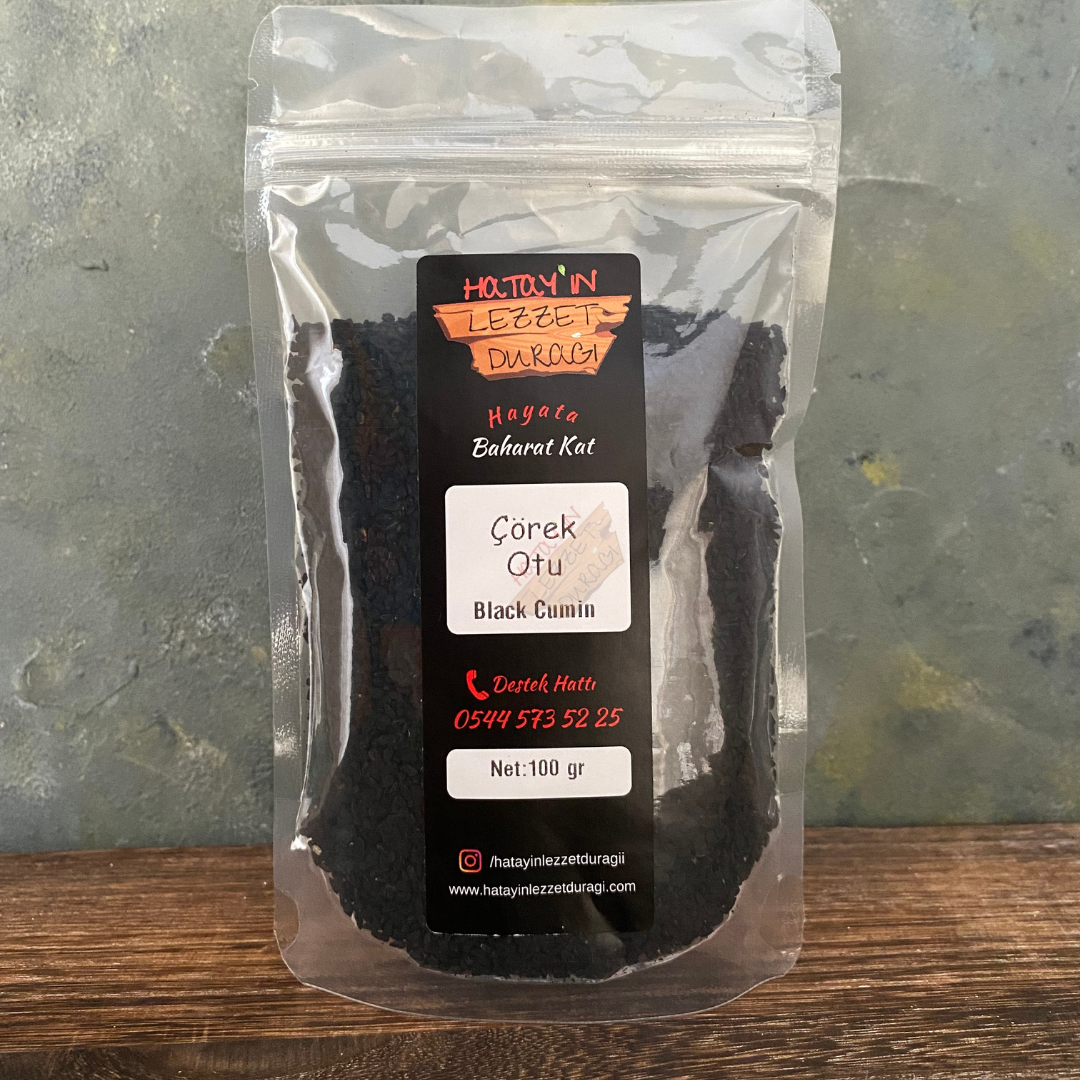 HATAY'IN
LEZZET
DURAĞI
Hayata
Baharat Kat
Çörek
Otu
Black Cumin
Destek Hattı
0544 573 52 25
Net:100 gr
/hatayinlezzetduragii
www.hatayinlezzetduragi.com